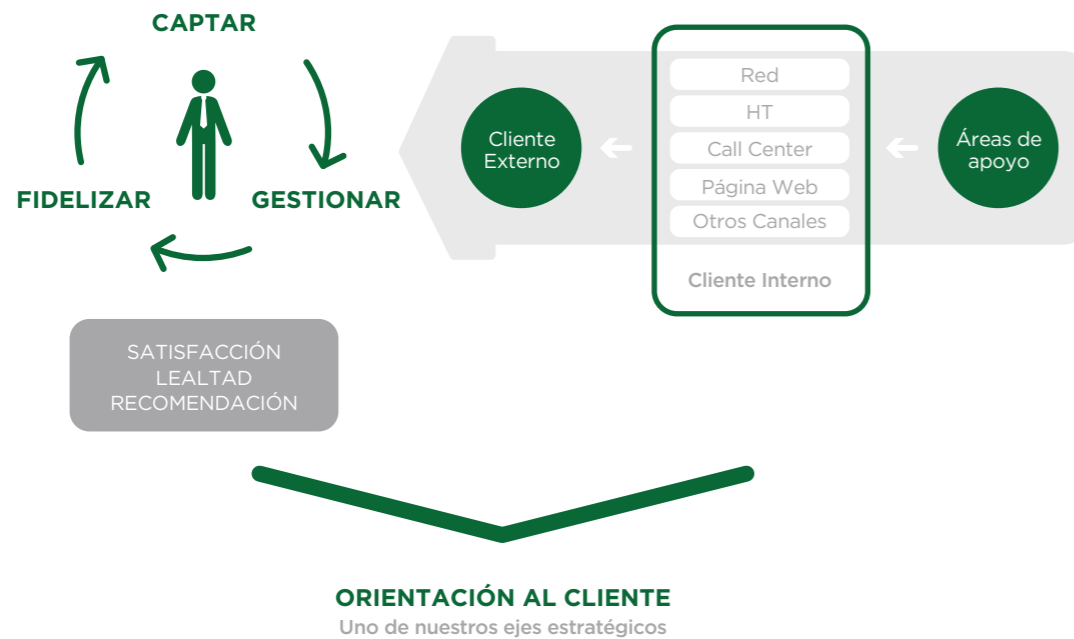 CAPTAR
FIDELIZAR
GESTIONAR
SATISFACCIÓN
LEALTAD
RECOMENDACIÓN
Cliente
Externo
Red
HT
Call Center
Página Web
Otros Canales
Cliente Interno
Áreas de
apoyo
ORIENTACIÓN AL CLIENTE
Uno de nuestros ejes estratégicos